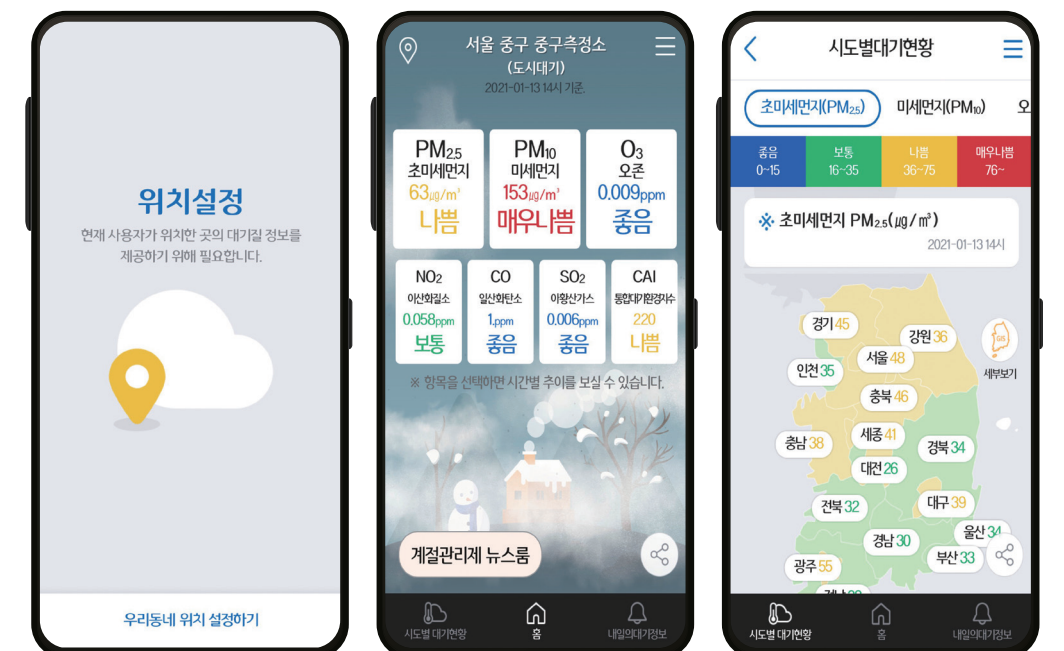 위치설정
현재 사용자가 위치한 곳의 대기질 정보를
제공하기 위해 필요합니다.
우리동네 위치 설정하기
서울 중구 중구측정소
(도시대기)
2021-01-13 14시 기준.
PM2.5
초미세먼지
63㎍/m³
나쁨
PM10
미세먼지
153㎍/m³
매우나쁨
O3
오존
0.009ppm
좋음
NO2
이산화질소
0.058ppm
보통
CO
일산화탄소
1.ppm
좋음
SO2
이황산가스
0.006ppm
좋음
CAI
통합대기환경지수
220
나쁨
※ 항목을 선택하면 시간별 추이를 보실 수 있습니다.
계절관리제 뉴스룸
시도별 대기현황
홈
내일의대기정보
시도별대기현황
초미세먼지(PM2.5) 미세먼지(PM10) 오
좋음 보통 나쁨 매우나쁨
0~15 16~35 36~75 76~
※ 초미세먼지 PM2.5(㎍/㎥)
2021-01-13 14시
경기 45
강원 36
서울 48
인천 35
세부보기
충북 46
세종 41
충남 38
경북 34
대전 26
전북 32
대구 39
울산 34
경남 30
부산 33
광주 55
시도별 대기현황
홈
내일의대기정보